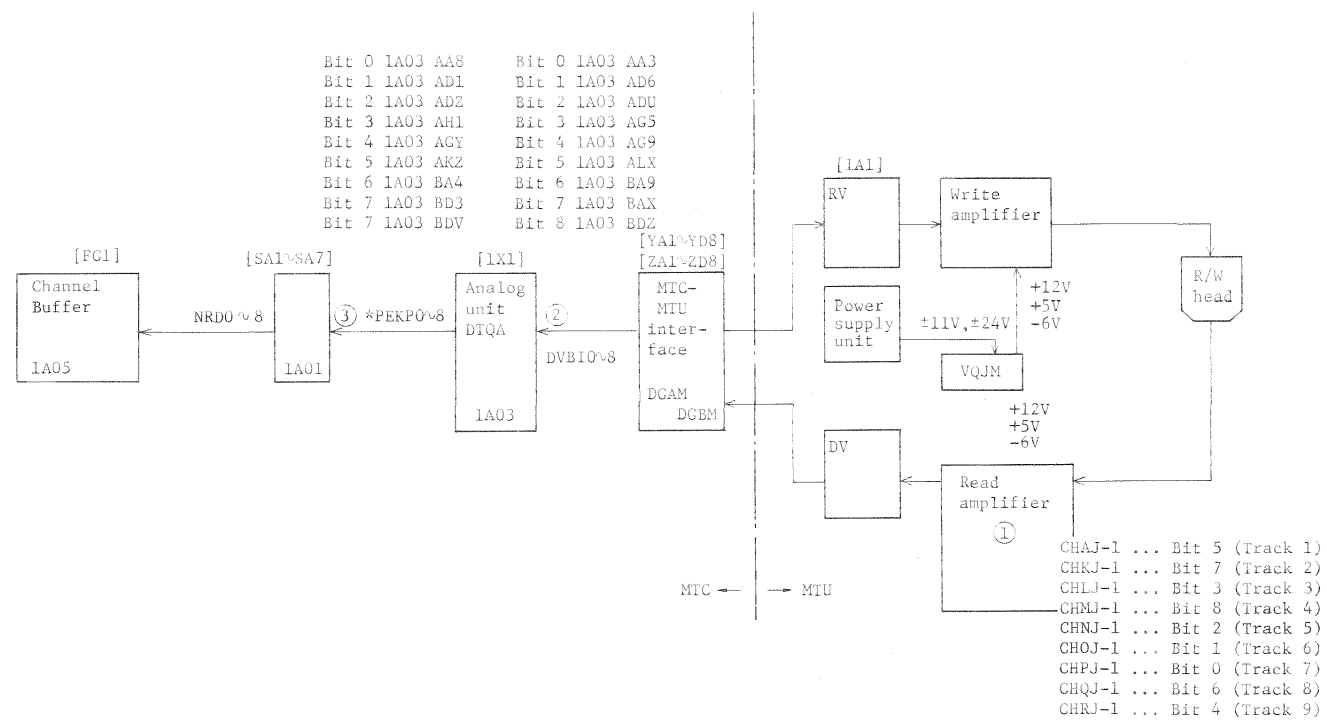 Bit 0 1A03 AA8 Bit 0 1A03 AA3
Bit 1 1A03 AD1 Bit 1 1A03 AD6
Bit 2 1A03 ADZ Bit 2 1A03 ADU
Bit 3 1A03 AH1 Bit 3 1A03 AG5
Bit 4 1A03 AGY Bit 4 1A03 AG9
Bit 5 1A03 AKZ Bit 5 1A03 ALX
Bit 6 1A03 BA4 Bit 6 1A03 BA9
Bit 7 1A03 BD3 Bit 7 1A03 BAX
Bit 7 1A03 BDV Bit 8 1A03 BDZ
[FG1]
Channel
Buffer
1A05
NRD0~8
[SA1~SA7]
1A01
③ *PEKP0~8
[1X1]
Analog
unit
DTQA
1A03
②
DVBI0~8
[YA1~YD8]
[ZA1~ZD8]
MTC-
MTU
inter-
face
DGAM
DGBM
[1A1]
RV
Write
amplifier
R/W
head
Power
supply
unit
±11V,±24V
+12V
+5V
-6V
VQJM
+12V
+5V
-6V
DV
Read
amplifier
①
MTC ← → MTU
CHAJ-1 ... Bit 5 (Track 1)
CHKJ-1 ... Bit 7 (Track 2)
CHLJ-1 ... Bit 3 (Track 3)
CHMJ-1 ... Bit 8 (Track 4)
CHNJ-1 ... Bit 2 (Track 5)
CHOJ-1 ... Bit 1 (Track 6)
CHPJ-1 ... Bit 0 (Track 7)
CHQJ-1 ... Bit 6 (Track 8)
CHRJ-1 ... Bit 4 (Track 9)